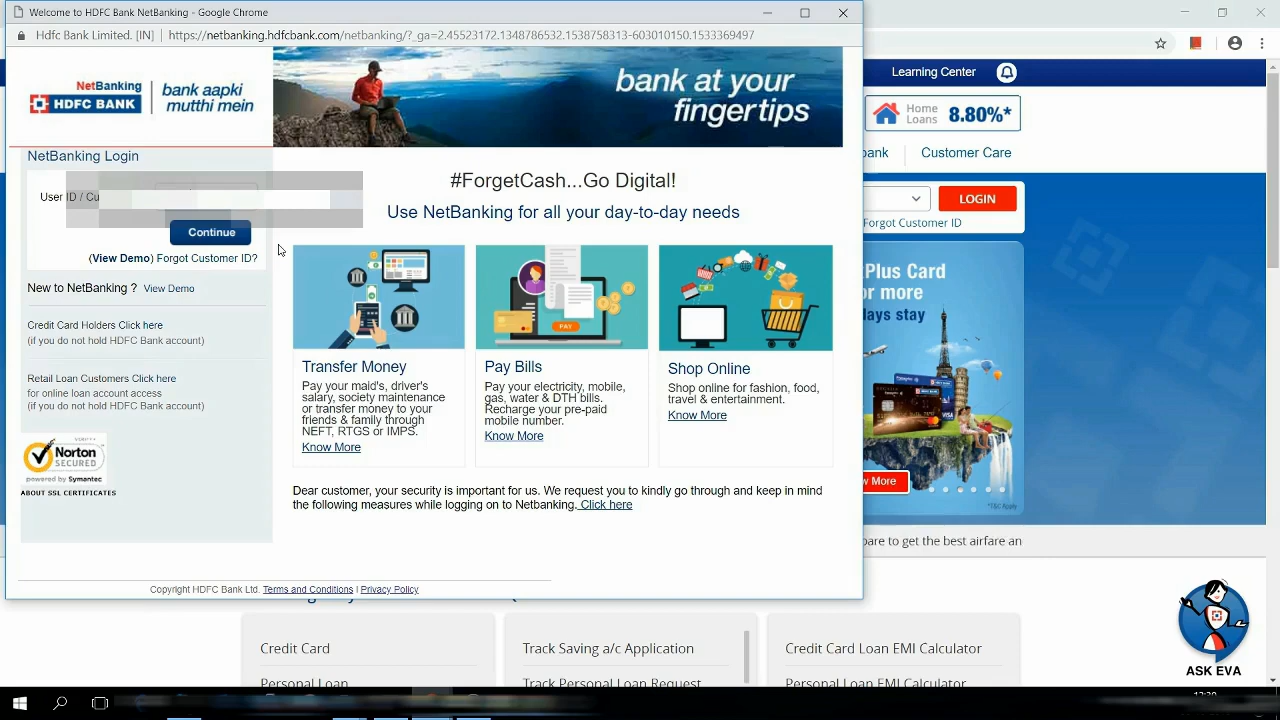 Welcome to HDFC Bank NetBanking - Google Chrome
Hdfc Bank Limited. [IN] | https://netbanking.hdfcbank.com/netbanking/?_ga=2.45523172.1348786532.1538758313-603010150.1533369497
NetBanking
HDFC BANK
bank aapki
mutthi mein
bank at your
fingertips
NetBanking Login
User ID / Cu
Continue
(View Demo) Forgot Customer ID?
New to NetBanking ? View Demo
Credit Card Holders Click here
(if you do not hold HDFC Bank account)
Retail Loan Customers Click here
for online loan account access
(if you do not hold HDFC Bank account)
Norton
SECURED
powered by Symantec
ABOUT SSL CERTIFICATES
#ForgetCash...Go Digital!
Use NetBanking for all your day-to-day needs
PAY
Transfer Money
Pay your maid's, driver's
salary, society maintenance
or transfer money to your
friends & family through
NEFT, RTGS or IMPS.
Know More
Pay Bills
Pay your electricity, mobile,
gas, water & DTH bills.
Recharge your pre-paid
mobile number.
Know More
Shop Online
Shop online for fashion, food,
travel & entertainment.
Know More
Dear customer, your security is important for us. We request you to kindly go through and keep in mind
the following measures while logging on to Netbanking. Click here
Copyright HDFC Bank Ltd. Terms and Conditions | Privacy Policy
Learning Center
Home
Loans
8.80%*
bank
Customer Care
LOGIN
Forgot Customer ID
Plus Card
or more
days stay
VISA
More
*T&C Apply
pare to get the best airfare an
Credit Card
Personal Loan
Track Saving a/c Application
Track Personal Loan Request
Credit Card Loan EMI Calculator
Personal Loan EMI Calculator
ASK EVA